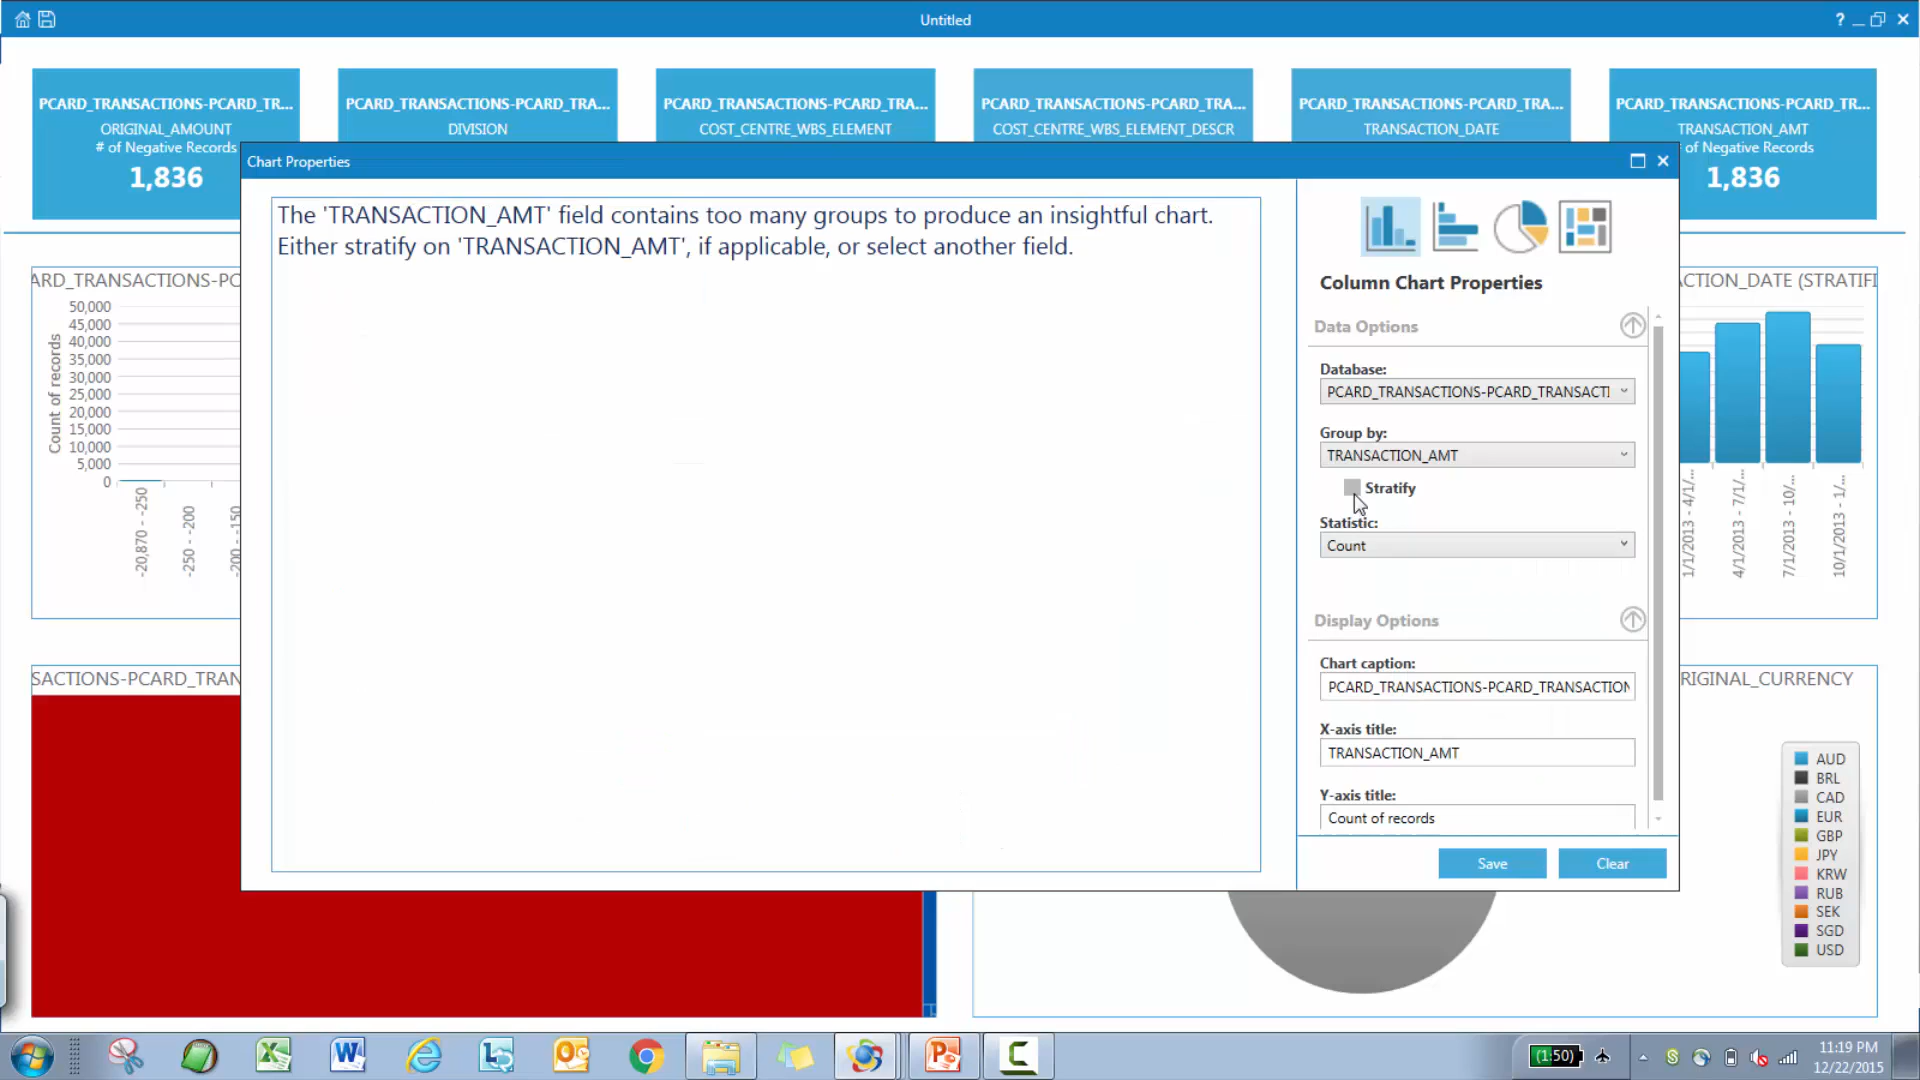 Untitled
?
PCARD_TRANSACTIONS-PCARD_TR...
ORIGINAL_AMOUNT
# of Negative Records
1,836
PCARD_TRANSACTIONS-PCARD_TRA...
DIVISION
PCARD_TRANSACTIONS-PCARD_TRA...
COST_CENTRE_WBS_ELEMENT
PCARD_TRANSACTIONS-PCARD_TRA...
COST_CENTRE_WBS_ELEMENT_DESCR
PCARD_TRANSACTIONS-PCARD_TRA...
TRANSACTION_DATE
PCARD_TRANSACTIONS-PCARD_TR...
TRANSACTION_AMT
of Negative Records
1,836
Chart Properties
The 'TRANSACTION_AMT' field contains too many groups to produce an insightful chart.
Either stratify on 'TRANSACTION_AMT', if applicable, or select another field.
Column Chart Properties
Data Options
Database:
PCARD_TRANSACTIONS-PCARD_TRANSACTI
Group by:
TRANSACTION_AMT
Stratify
Statistic:
Count
Display Options
Chart caption:
PCARD_TRANSACTIONS-PCARD_TRANSACTION
X-axis title:
TRANSACTION_AMT
Y-axis title:
Count of records
Save
Clear
ARD_TRANSACTIONS-PC
Count of records
50,000
45,000
40,000
35,000
30,000
25,000
20,000
15,000
10,000
5,000
0
-20,870 - -250
-250 - -200
-200 - -150
ACTION_DATE (STRATIFI
1/1/2013 - 4/1/...
4/1/2013 - 7/1/...
7/1/2013 - 10/...
10/1/2013 - 1/...
SACTIONS-PCARD_TRAN
RIGINAL_CURRENCY
AUD
BRL
CAD
EUR
GBP
JPY
KRW
RUB
SEK
SGD
USD
(1:50)
11:19 PM
12/22/2015